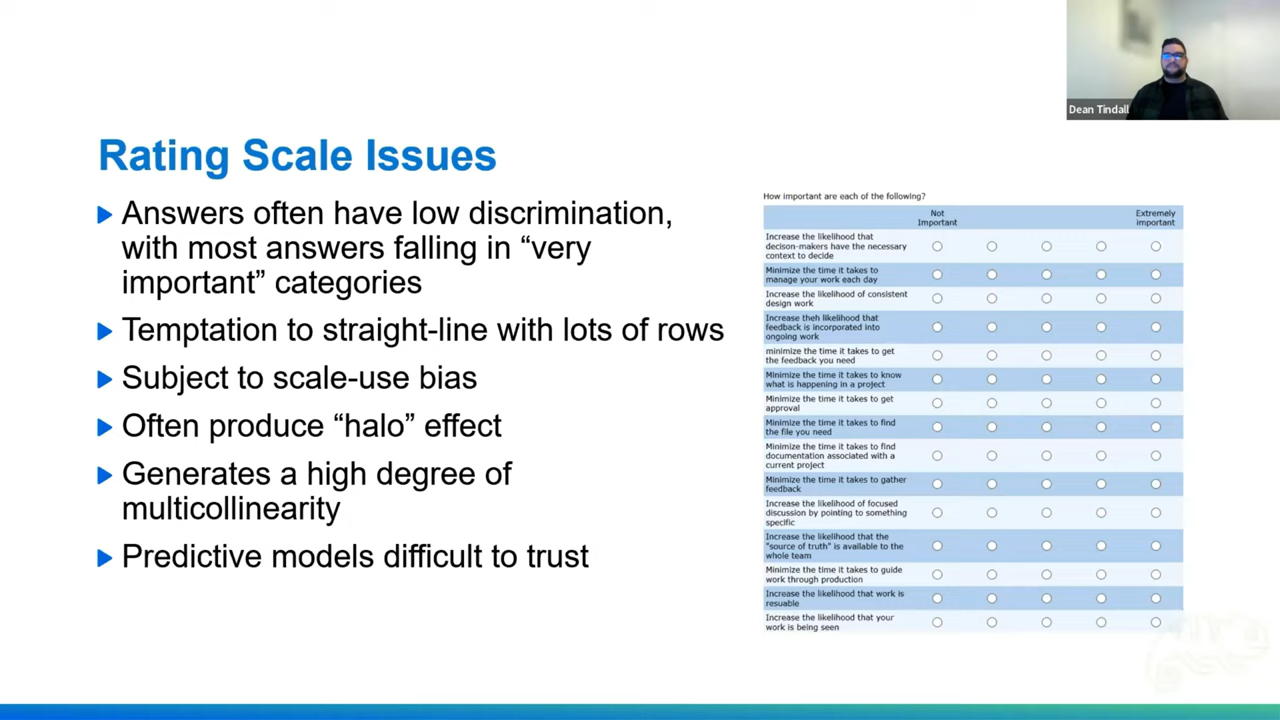 Dean Tindall
Rating Scale Issues
Answers often have low discrimination,
with most answers falling in “very
important” categories
Temptation to straight-line with lots of rows
Subject to scale-use bias
Often produce “halo” effect
Generates a high degree of
multicollinearity
Predictive models difficult to trust
How important are each of the following?
Not
Important
Extremely
important
Increase the likelihood that
decison-makers have the necessary
context to decide
Minimize the time it takes to
manage your work each day
Increase the likelihood of consistent
design work
Increase theh likelihood that
feedback is incorporated into
ongoing work
minimize the time it takes to get
the feedback you need
Minimize the time it takes to know
what is happening in a project
Minimize the time it takes to get
approval
Minimize the time it takes to find
the file you need
Minimize the time it takes to find
documentation associated with a
current project
Minimize the time it takes to gather
feedback
Increase the likelihood of focused
discussion by pointing to something
specific
Increase the likelihood that the
"source of truth" is available to the
whole team
Minimize the time it takes to guide
work through production
Increase the likelihood that work is
resuable
Increase the likelihood that your
work is being seen